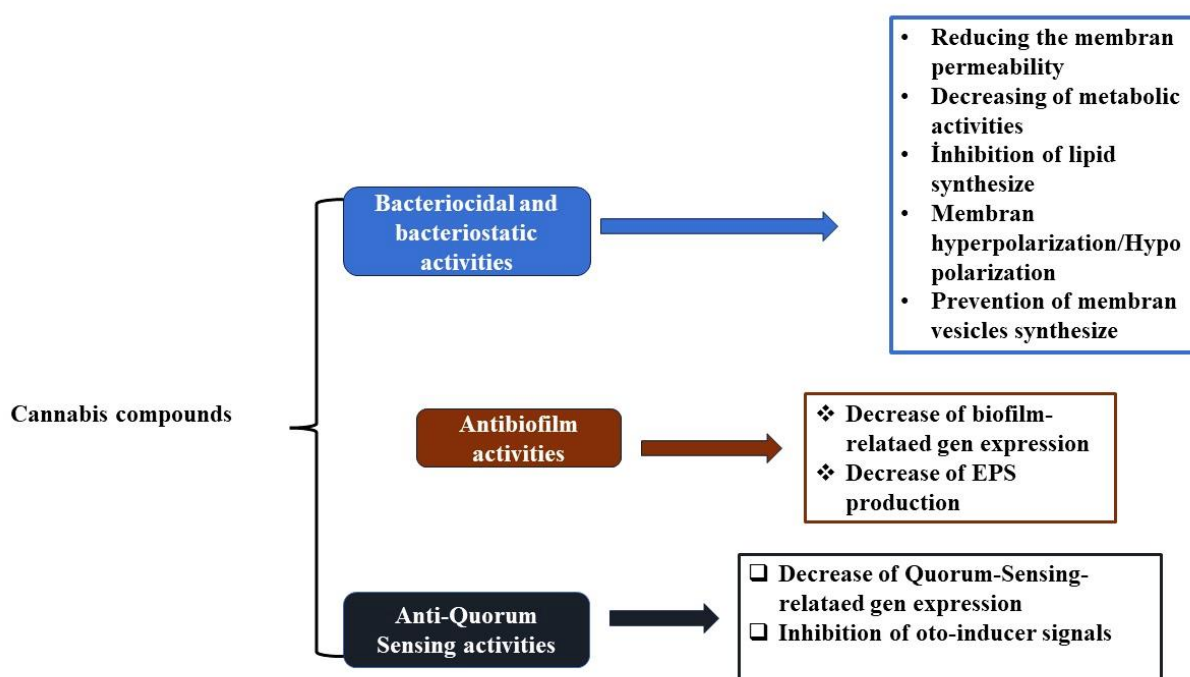 Cannabis compounds
Bacteriocidal and
bacteriostatic
activities
• Reducing the membran
permeability
• Decreasing of metabolic
activities
• İnhibition of lipid
synthesize
• Membran
hyperpolarization/Hypo
polarization
• Prevention of membran
vesicles synthesize
Antibiofilm
activities
❖ Decrease of biofilm-
relataed gen expression
❖ Decrease of EPS
production
Anti-Quorum
Sensing activities
❑ Decrease of Quorum-Sensing-
relataed gen expression
❑ Inhibition of oto-inducer signals